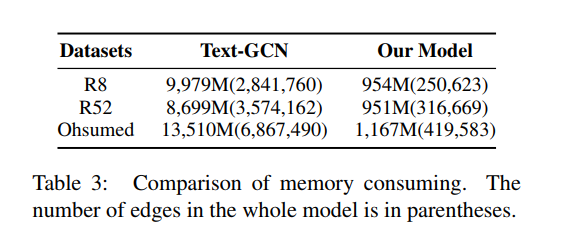 Datasets Text-GCN Our Model
R8 9,979M(2,841,760) 954M(250,623)
R52 8,699M(3,574,162) 951M(316,669)
Ohsumed 13,510M(6,867,490) 1,167M(419,583)
Table 3: Comparison of memory consuming. The
number of edges in the whole model is in parentheses.